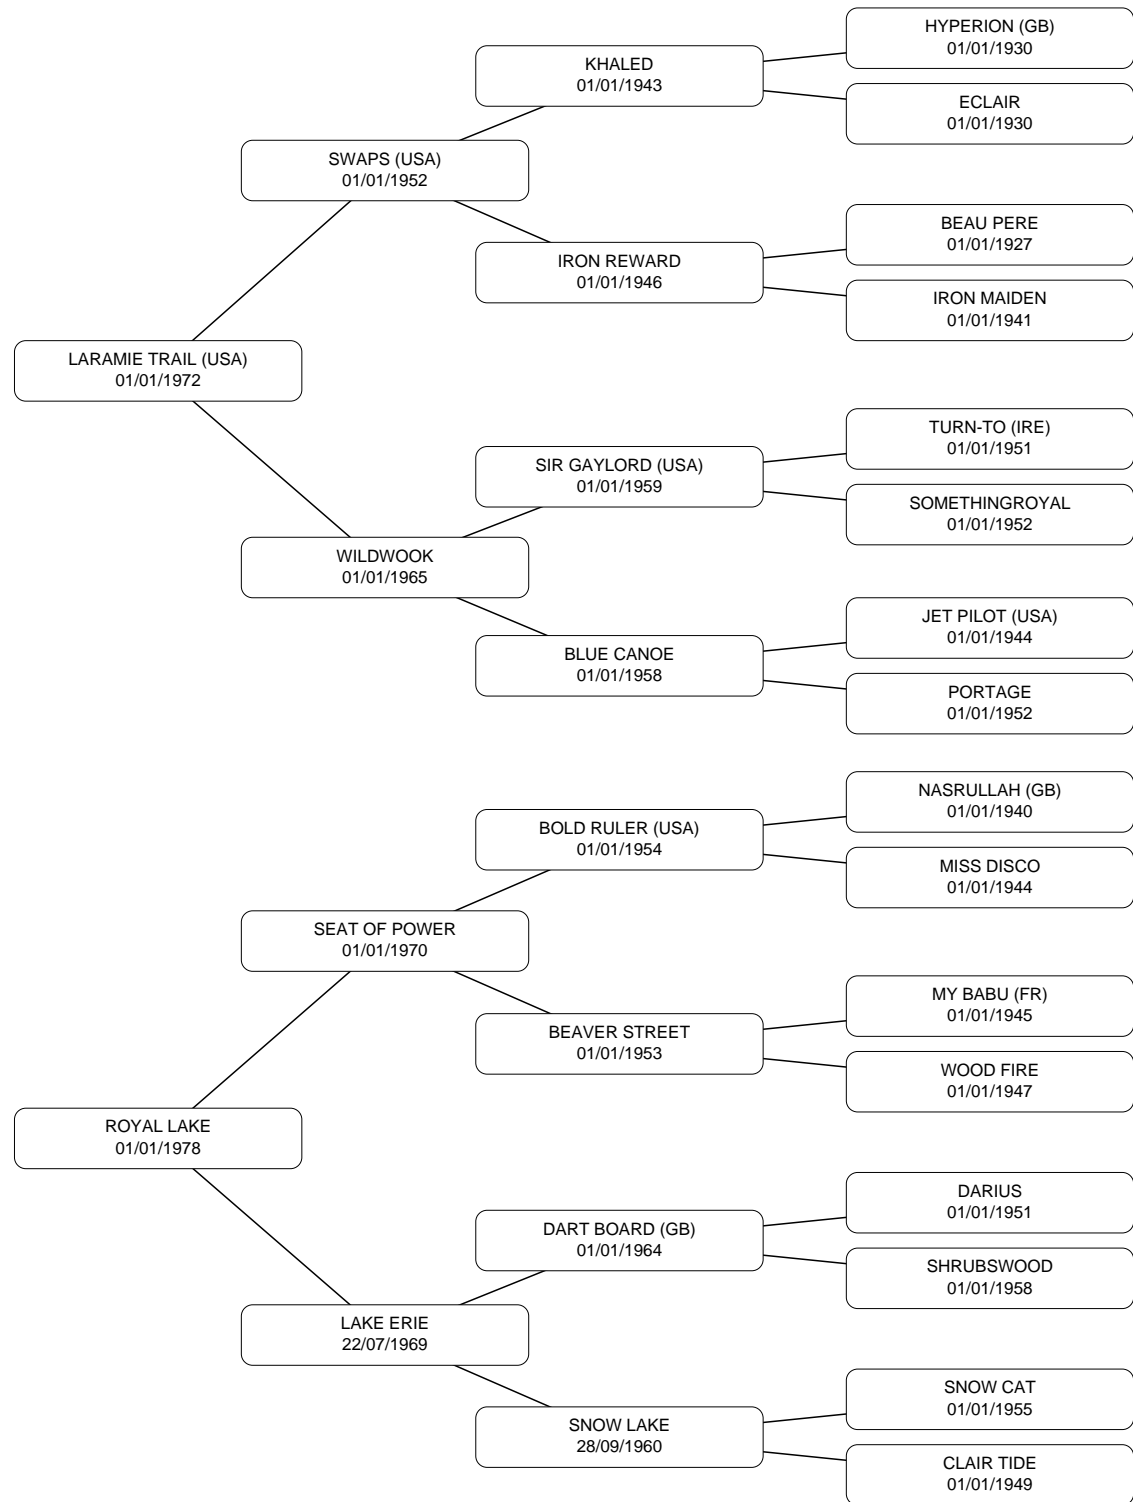 HYPERION (GB)
01/01/1930
KHALED
01/01/1943
ECLAIR
01/01/1930
SWAPS (USA)
01/01/1952
BEAU PERE
01/01/1927
IRON REWARD
01/01/1946
IRON MAIDEN
01/01/1941
LARAMIE TRAIL (USA)
01/01/1972
TURN-TO (IRE)
01/01/1951
SIR GAYLORD (USA)
01/01/1959
SOMETHINGROYAL
01/01/1952
WILDWOOK
01/01/1965
JET PILOT (USA)
01/01/1944
BLUE CANOE
01/01/1958
PORTAGE
01/01/1952
NASRULLAH (GB)
01/01/1940
BOLD RULER (USA)
01/01/1954
MISS DISCO
01/01/1944
SEAT OF POWER
01/01/1970
MY BABU (FR)
01/01/1945
BEAVER STREET
01/01/1953
WOOD FIRE
01/01/1947
ROYAL LAKE
01/01/1978
DARIUS
01/01/1951
DART BOARD (GB)
01/01/1964
SHRUBSWOOD
01/01/1958
LAKE ERIE
22/07/1969
SNOW CAT
01/01/1955
SNOW LAKE
28/09/1960
CLAIR TIDE
01/01/1949